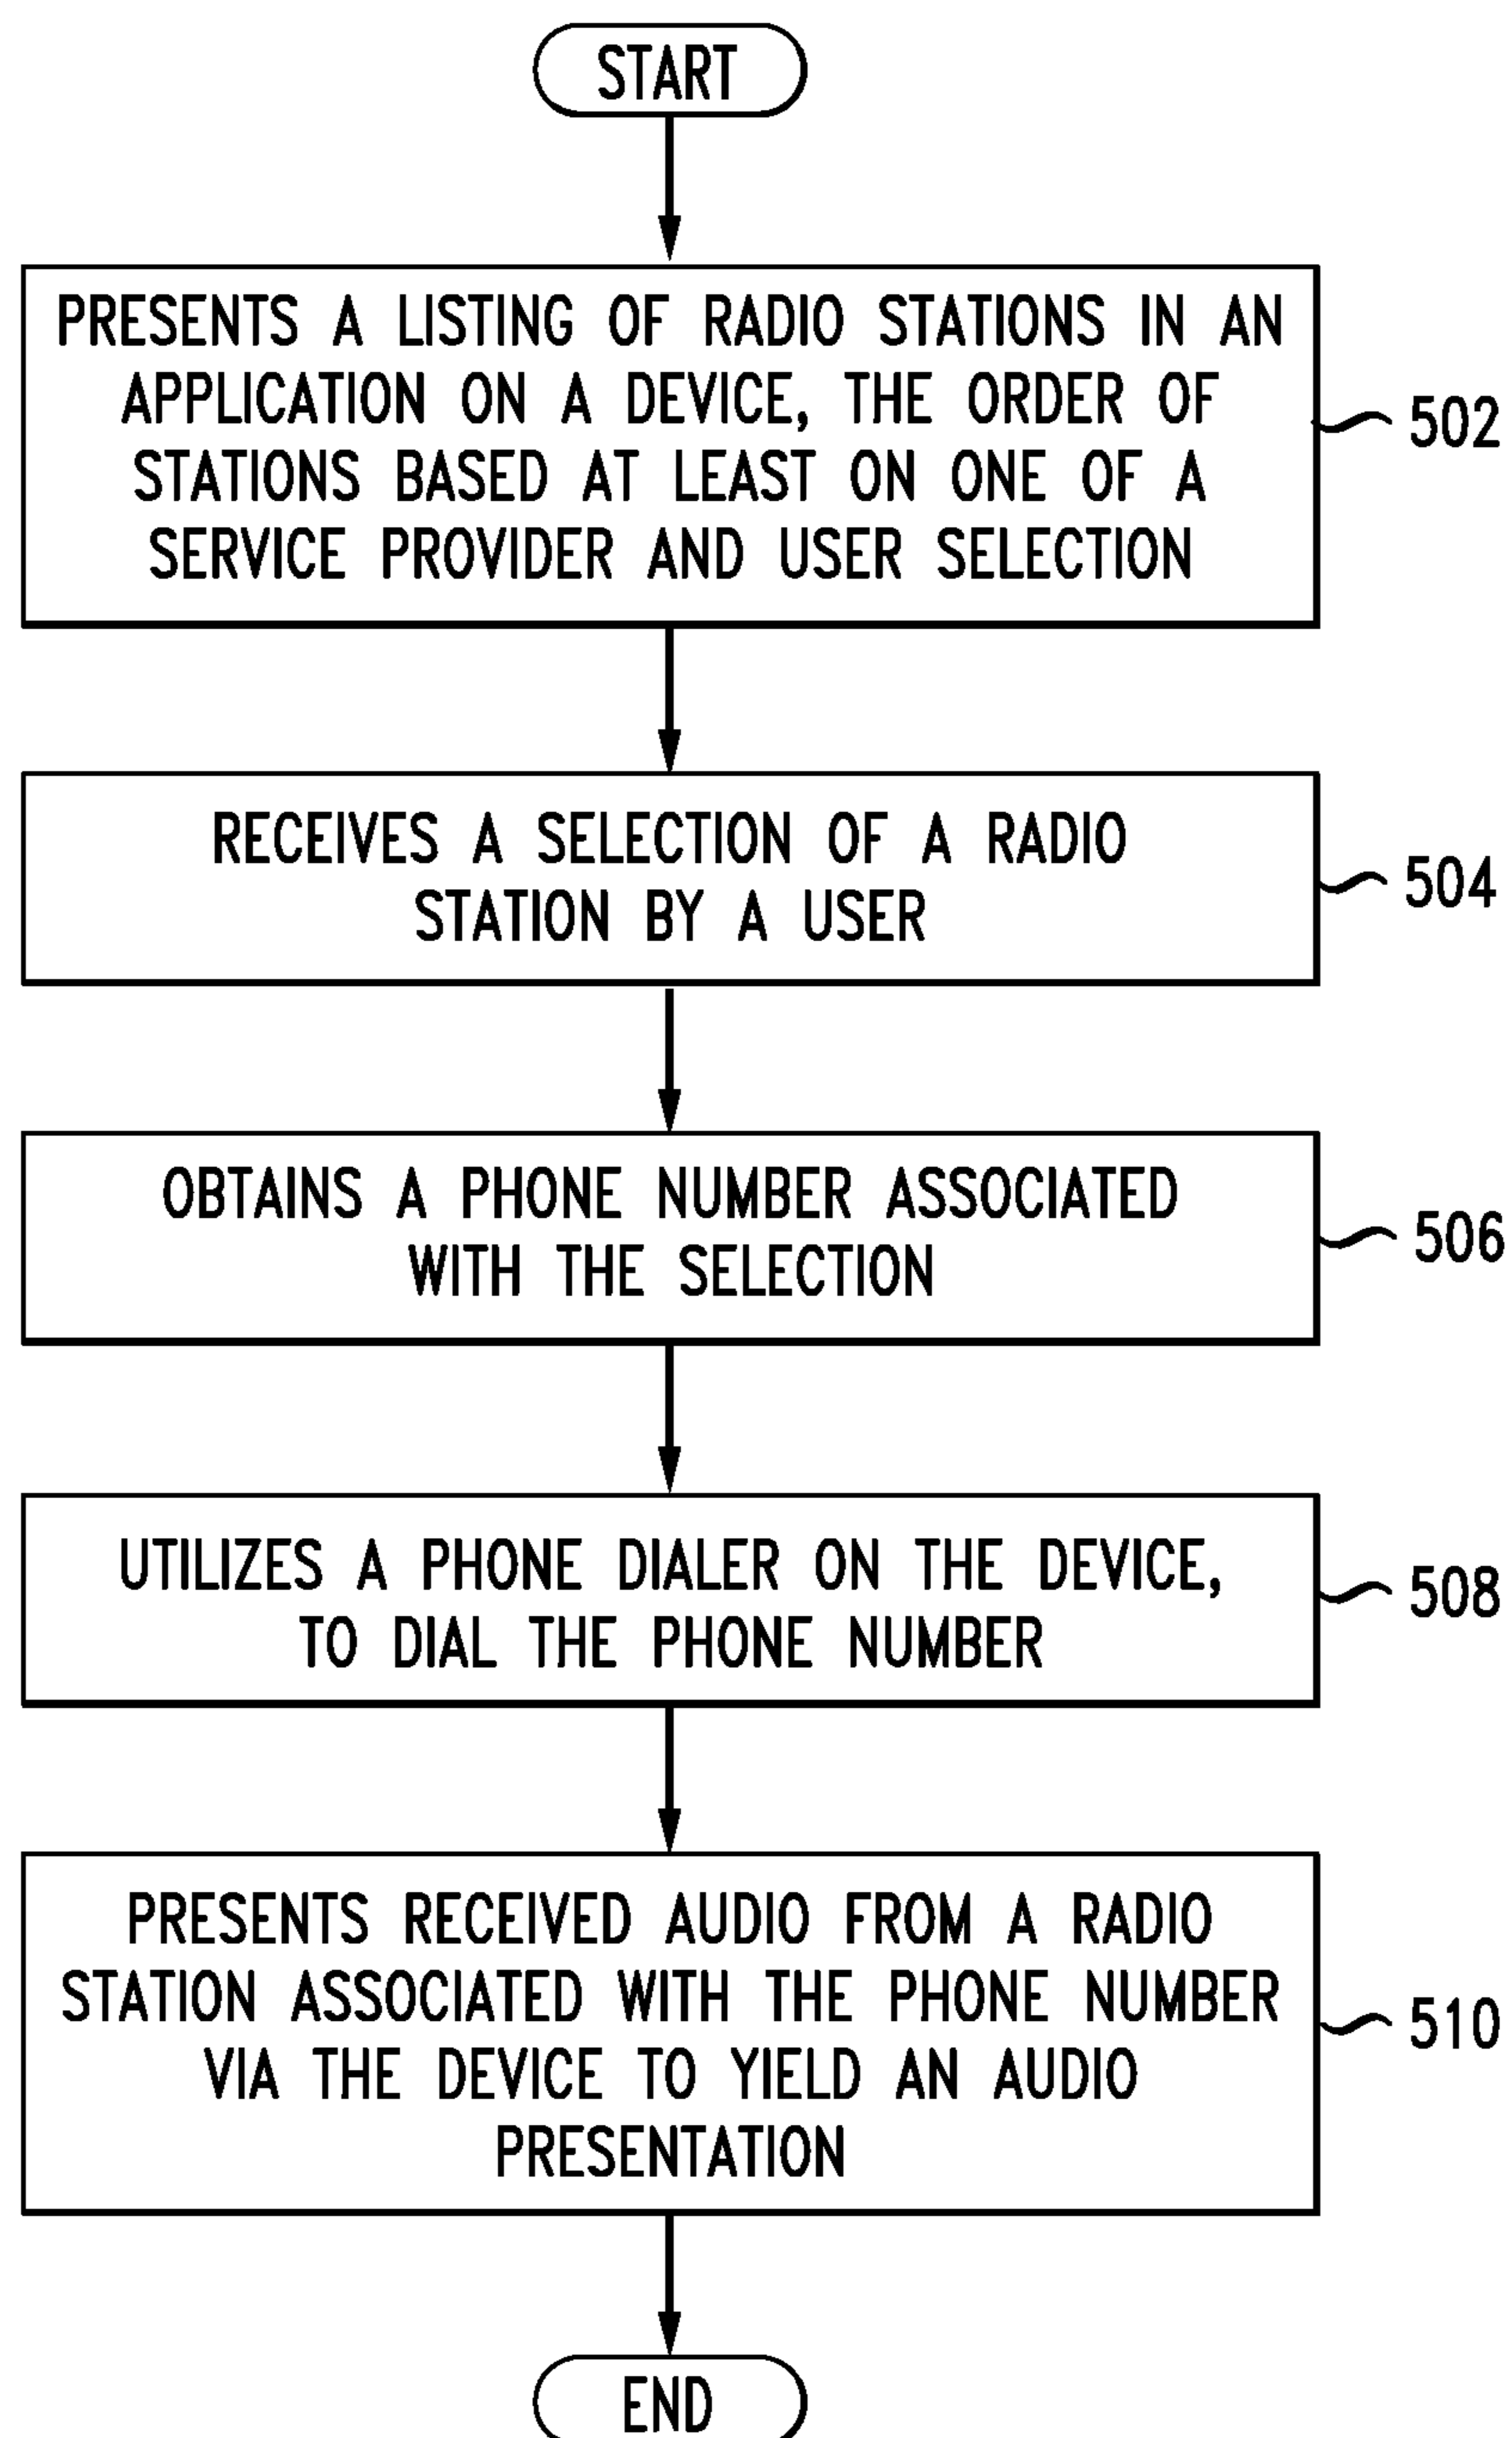 START
PRESENTS A LISTING OF RADIO STATIONS IN AN
APPLICATION ON A DEVICE, THE ORDER OF
STATIONS BASED AT LEAST ON ONE OF A
SERVICE PROVIDER AND USER SELECTION
502
RECEIVES A SELECTION OF A RADIO
STATION BY A USER
504
OBTAINS A PHONE NUMBER ASSOCIATED
WITH THE SELECTION
506
UTILIZES A PHONE DIALER ON THE DEVICE,
TO DIAL THE PHONE NUMBER
508
PRESENTS RECEIVED AUDIO FROM A RADIO
STATION ASSOCIATED WITH THE PHONE NUMBER
VIA THE DEVICE TO YIELD AN AUDIO
PRESENTATION
510
END